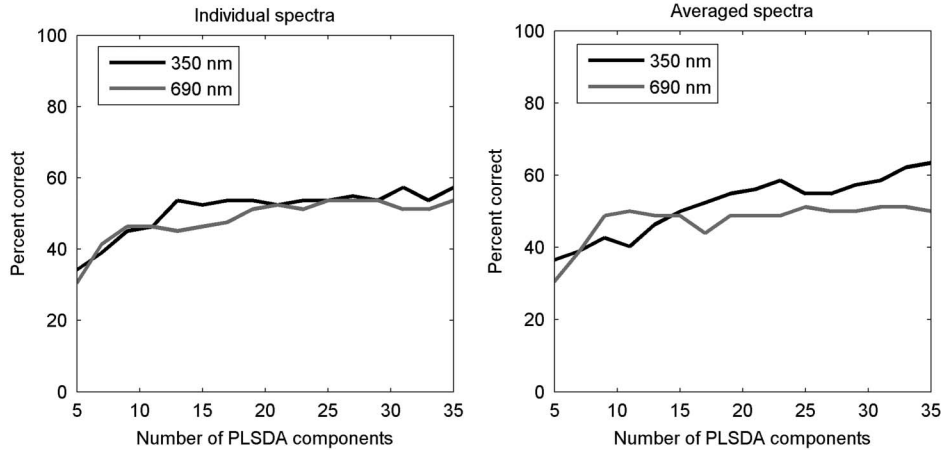 Individual spectra
100
80
60
40
20
0
Percent correct
350 nm
690 nm
5 10 15 20 25 30 35
Number of PLSDA components
Averaged spectra
100
80
60
40
20
0
Percent correct
350 nm
690 nm
5 10 15 20 25 30 35
Number of PLSDA components